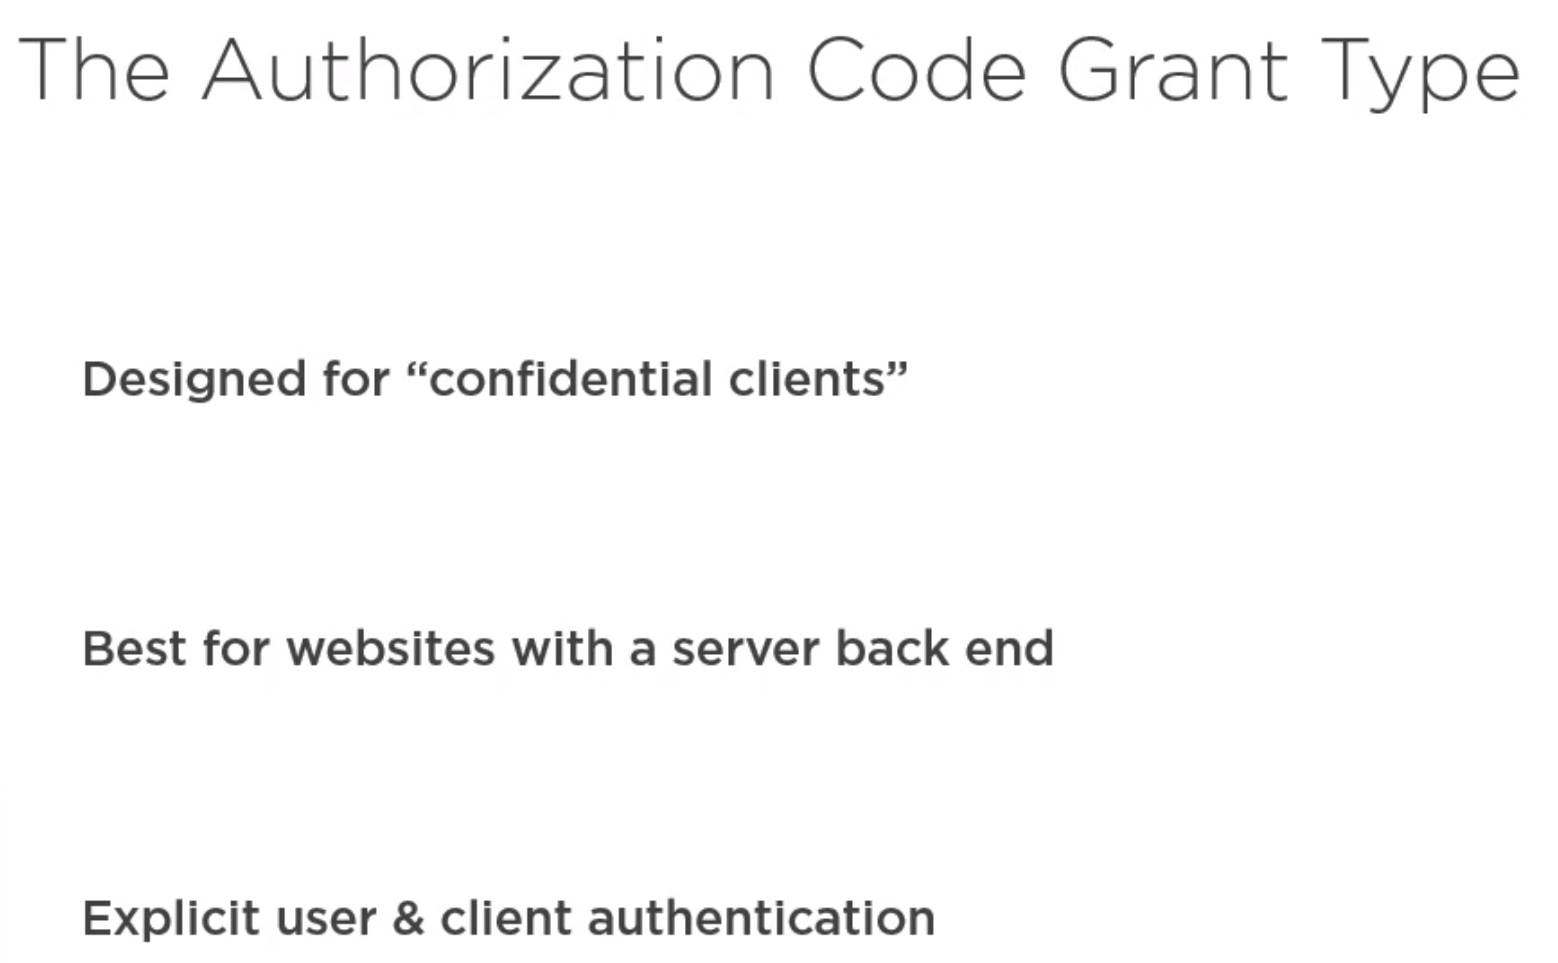 The Authorization Code Grant Type
Designed for “confidential clients”
Best for websites with a server back end
Explicit user & client authentication